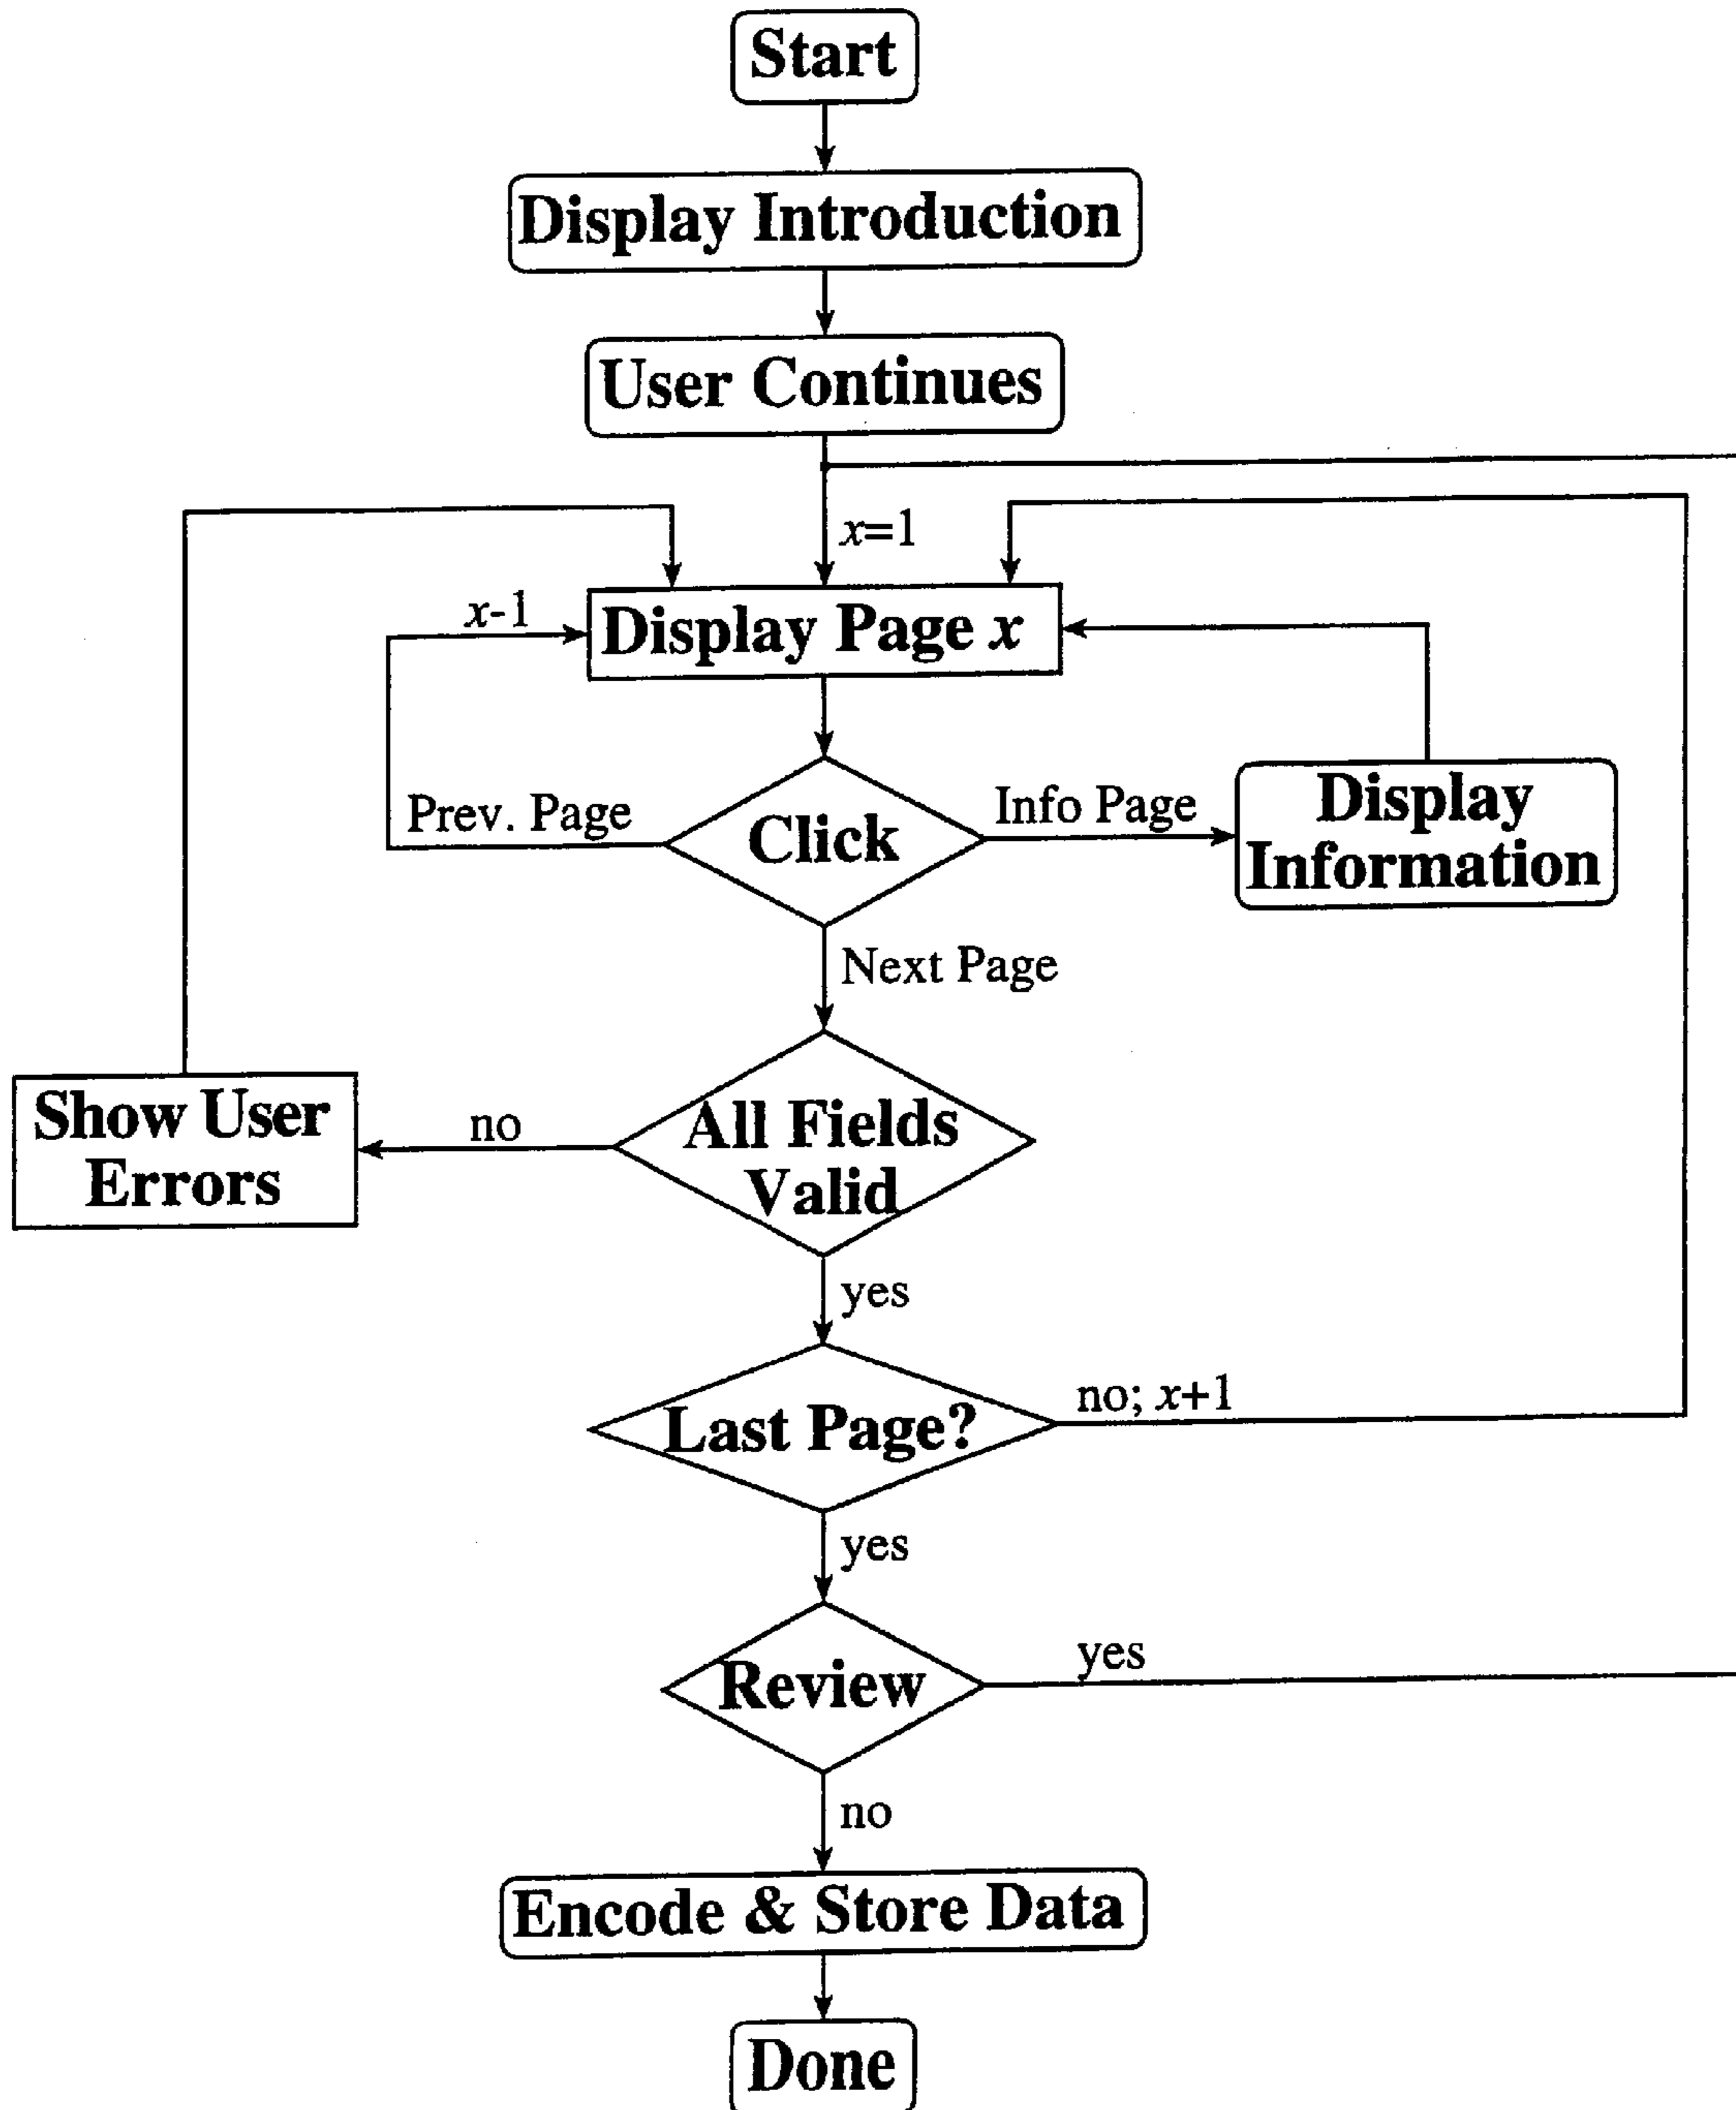 Start
Display Introduction
User Continues
x=1
x-1
Display Page x
Prev. Page
Click
Info Page
Display
Information
Next Page
Show User
Errors
no
All Fields
Valid
yes
Last Page?
no; x+1
yes
Review
yes
no
Encode & Store Data
Done